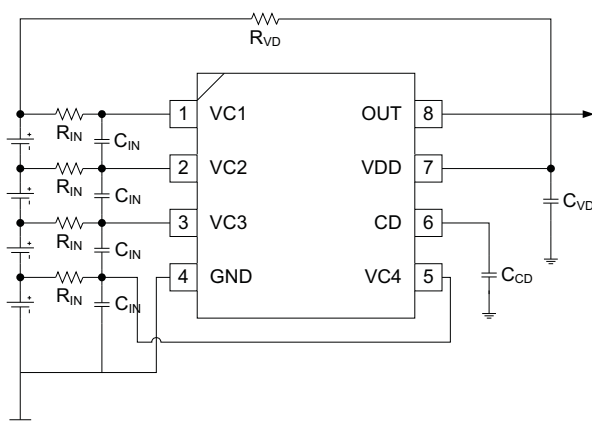 RVD
1 VC1 OUT 8
RIN CIN
2 VC2 VDD 7
RIN CIN CVD
3 VC3 CD 6
RIN CIN CCD
4 GND VC4 5
RIN CIN